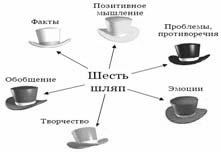 Позитивное
мышление
Факты
Проблемы,
противоречия
Шесть
шляп
Обобщение
Эмоции
Творчество